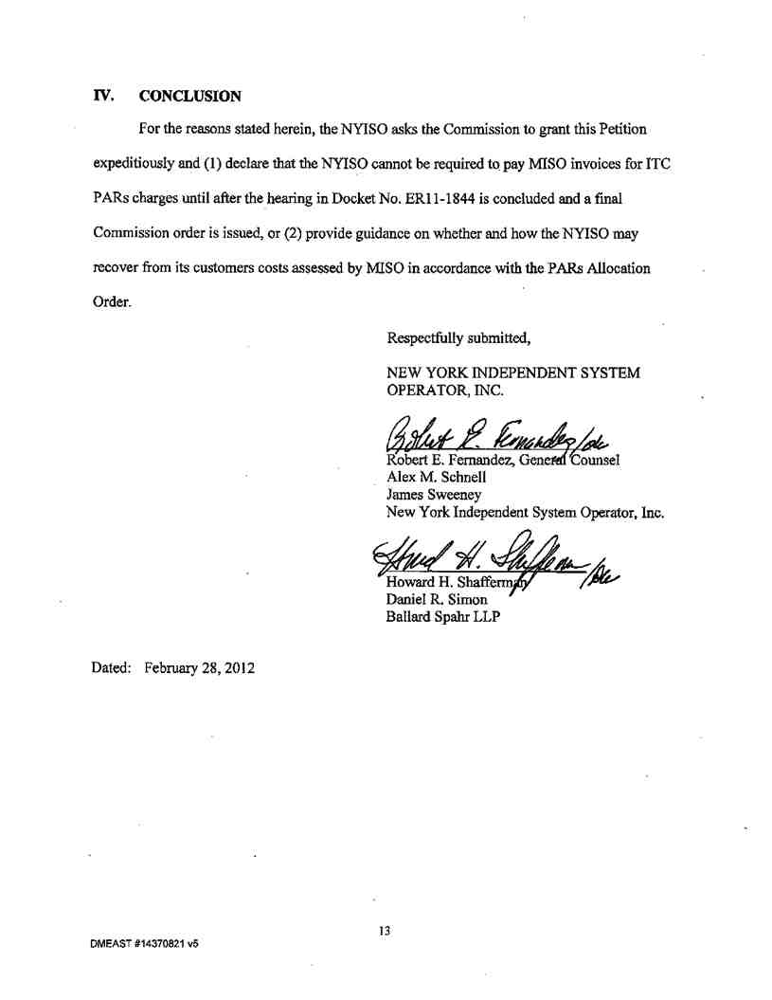 IV. CONCLUSION
For the reasons stated herein, the NYISO asks the Commission to grant this Petition
expeditiously and (1) declare that the NYISO cannot be required to pay MISO invoices for ITC
PARs charges until after the hearing in Docket No. ER11-1844 is concluded and a final
Commission order is issued, or (2) provide guidance on whether and how the NYISO may
recover from its customers costs assessed by MISO in accordance with the PARs Allocation
Order.
Respectfully submitted,
NEW YORK INDEPENDENT SYSTEM
OPERATOR, INC.
Robert E. Fernandez/dc
Robert E. Fernandez, General Counsel
Alex M. Schnell
James Sweeney
New York Independent System Operator, Inc.
Howard H. Shafferman/dc
Howard H. Shafferman
Daniel R. Simon
Ballard Spahr LLP
Dated: February 28, 2012
13
DMEAST #14370821 v5